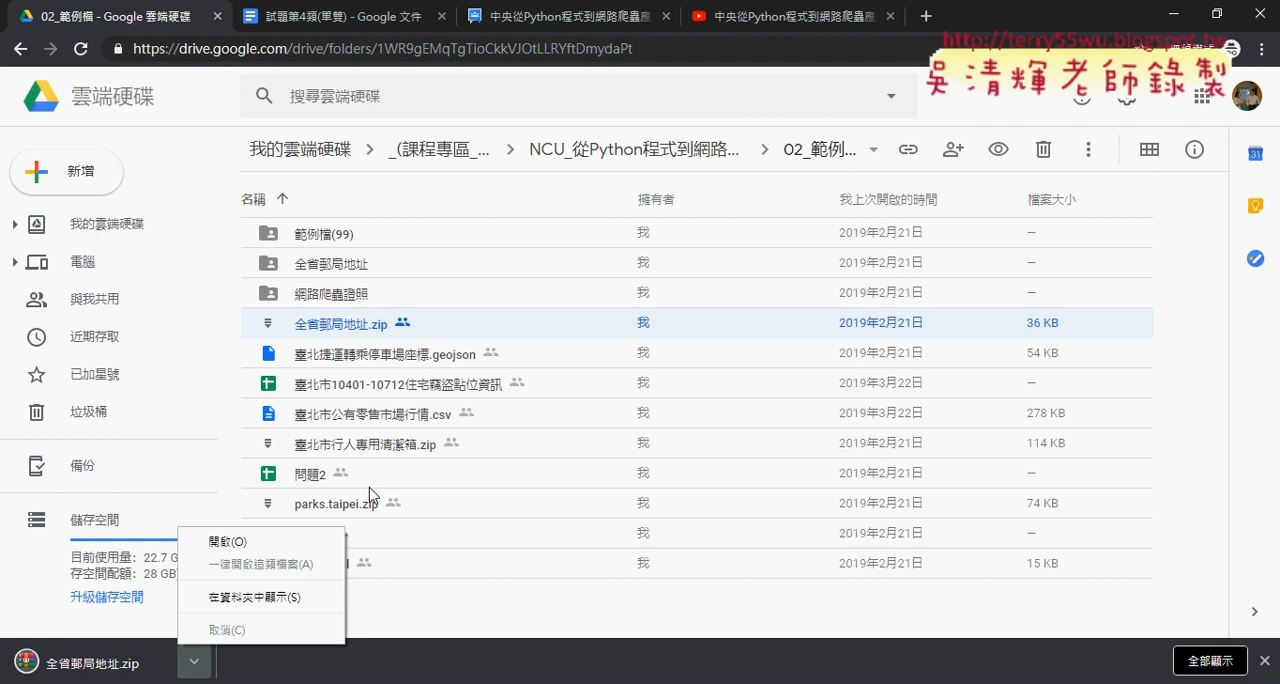 02_範例檔 - Google 雲端硬碟
試題第4類(單雙) - Google 文件
中央從Python程式到網路爬蟲應
中央從Python程式到網路爬蟲應
https://drive.google.com/drive/folders/1WR9gEMqTgTioCkkVJOtLLRYftDmydaPt
http://terry55wu.blogspot.tw
吳清輝老師錄製
雲端硬碟
搜尋雲端硬碟
新增
我的雲端硬碟
電腦
與我共用
近期存取
已加星號
垃圾桶
備份
儲存空間
目前使用量: 22.7 G
存空間配額: 28 GB
升級儲存空間
我的雲端硬碟 > _(課程專區_... > NCU_從Python程式到網路... > 02_範例...
名稱 擁有者 我上次開啟的時間 檔案大小
範例檔(99) 我 2019年2月21日 —
全省郵局地址 我 2019年2月21日 —
網路爬蟲證照 我 2019年2月21日 —
全省郵局地址.zip 我 2019年2月21日 36 KB
臺北捷運轉乘停車場座標.geojson 我 2019年2月21日 54 KB
臺北市10401-10712住宅竊盜點位資訊 我 2019年3月22日 —
臺北市公有零售市場行情.csv 我 2019年3月22日 278 KB
臺北市行人專用清潔箱.zip 我 2019年2月21日 114 KB
問題2 我 2019年2月21日 —
parks.taipei.zip 我 2019年2月21日 74 KB
我 2019年2月21日 —
我 2019年2月21日 15 KB
開啟(O)
一律開啟這類檔案(A)
在資料夾中顯示(S)
取消(C)
31
全省郵局地址.zip
全部顯示